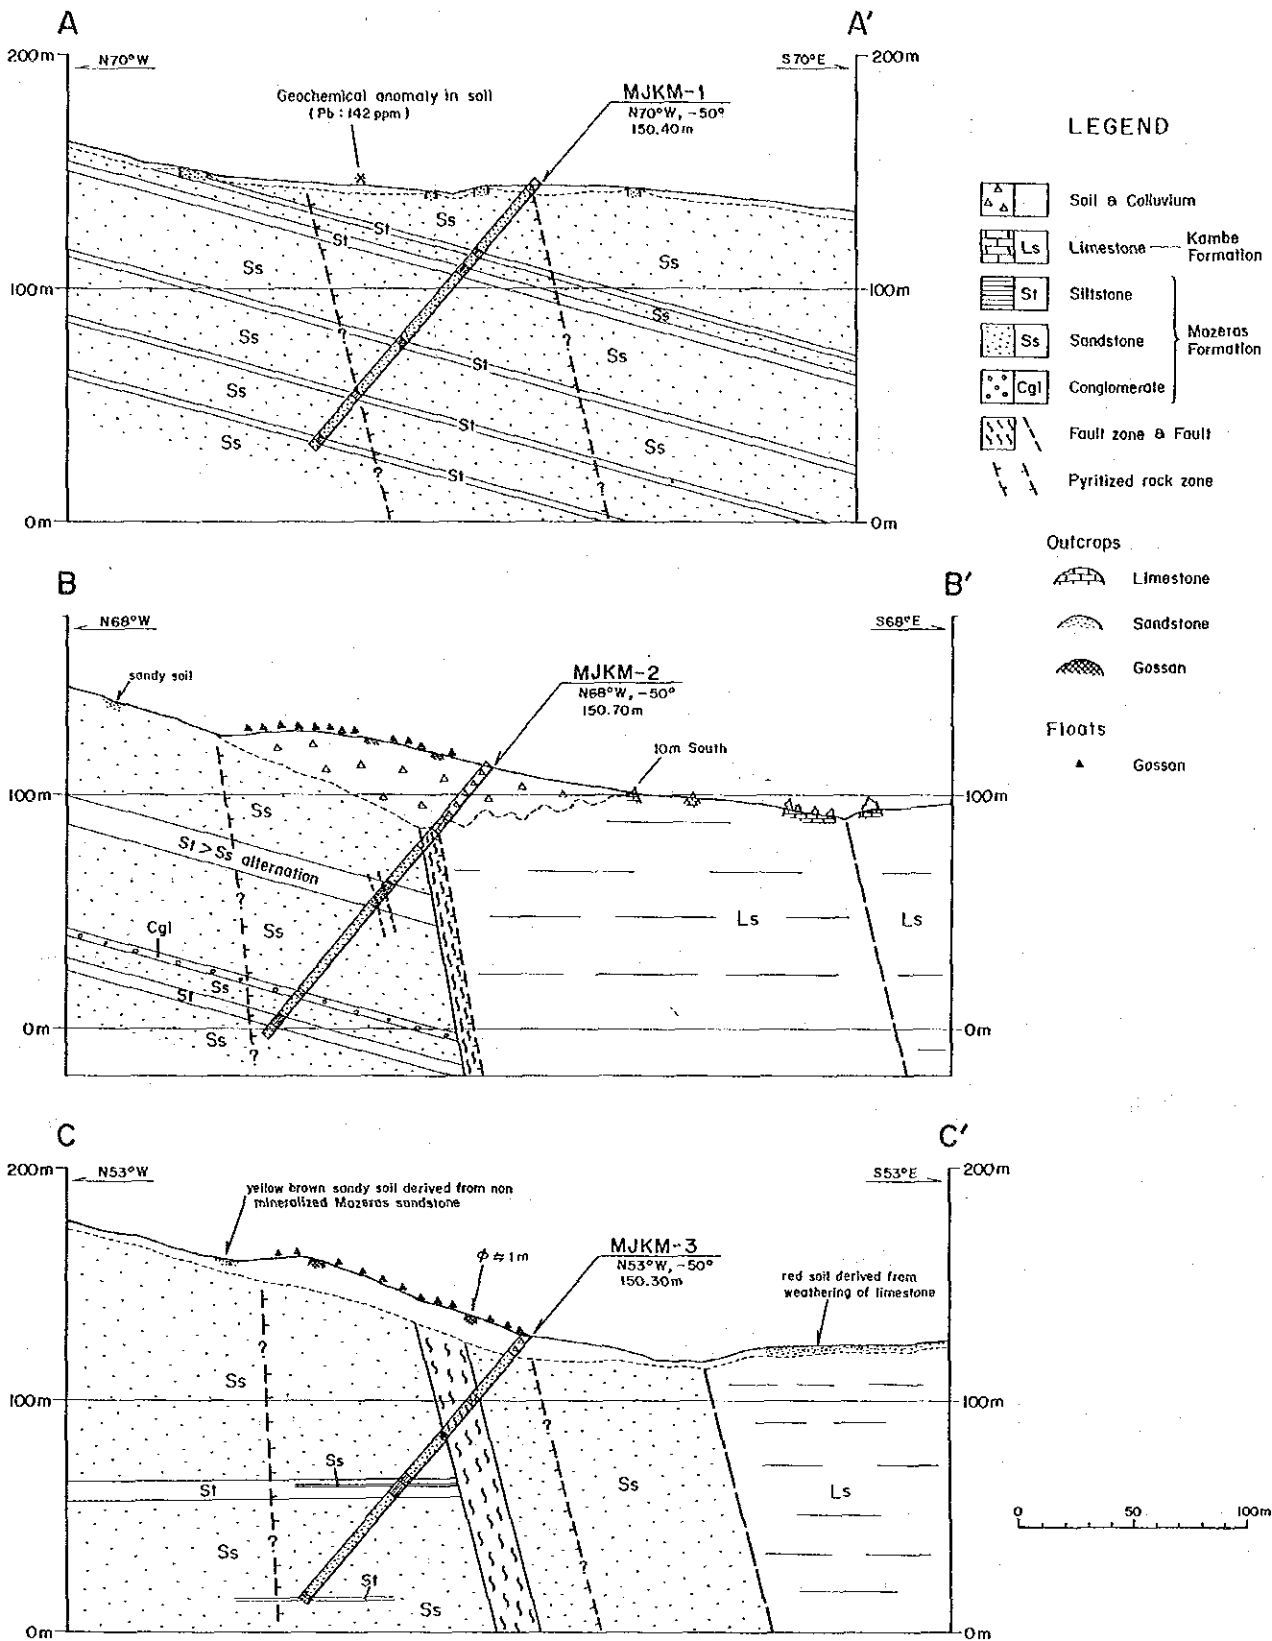 A
A'
200m
200m
N70°W
S70°E
Geochemical anomaly in soil
(Pb : 142 ppm)
MJKM-1
N70°W, -50°
150.40m
Ss
St
St
Ss
Ss
100m
100m
Ss
?
?
Ss
Ss
St
Ss
St
Ss
Ss
?
St
?
0m
0m
LEGEND
Soil & Colluvium
Ls
Limestone
Kambe
Formation
St
Siltstone
Ss
Sandstone
Mazeras
Formation
Cgl
Conglomerate
Fault zone & Fault
Pyritized rock zone
Outcrops
Limestone
Sandstone
Gossan
Floats
Gossan
B
B'
N68°W
S68°E
sandy soil
MJKM-2
N68°W, -50°
150.70m
10m South
100m
100m
Ss
St > Ss alternation
?
Cgl
Ss
Ls
Ls
Ss
St
0m
0m
Ss
?
C
C'
200m
200m
N53°W
S53°E
yellow brown sandy soil derived from non
mineralized Mazeras sandstone
ϕ≒1m
MJKM-3
N53°W, -50°
150.30m
red soil derived from
weathering of limestone
?
Ss
100m
100m
?
Ss
St
Ss
Ls
Ss
?
?
St
Ss
0m
0m
0 50 100m